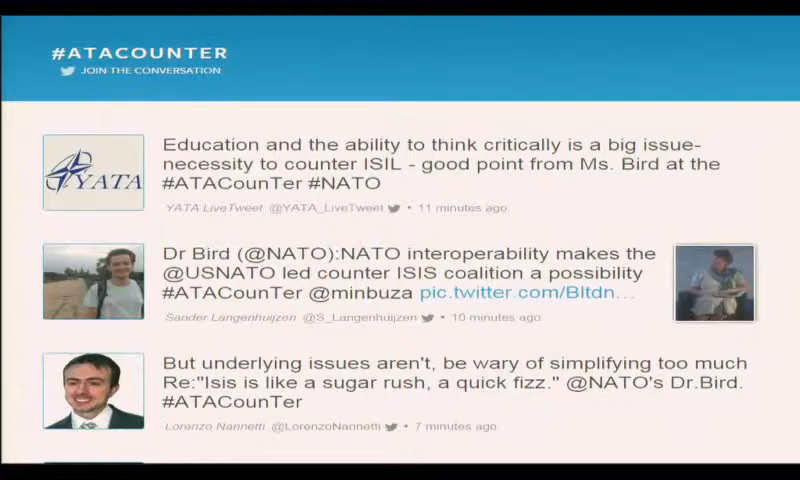 #ATACOUNTER
JOIN THE CONVERSATION
YATA
Education and the ability to think critically is a big issue-
necessity to counter ISIL - good point from Ms. Bird at the
#ATACounTer #NATO
YATA LiveTweet @YATA_LiveTweet • 11 minutes ago
Dr Bird (@NATO):NATO interoperability makes the
@USNATO led counter ISIS coalition a possibility
#ATACounTer @minbuza pic.twitter.com/Bltdn...
Sander Langenhuijzen @S_Langenhuijzen • 10 minutes ago
But underlying issues aren't, be wary of simplifying too much
Re:"Isis is like a sugar rush, a quick fizz." @NATO's Dr.Bird.
#ATACounTer
Lorenzo Nannetti @LorenzoNannetti • 7 minutes ago